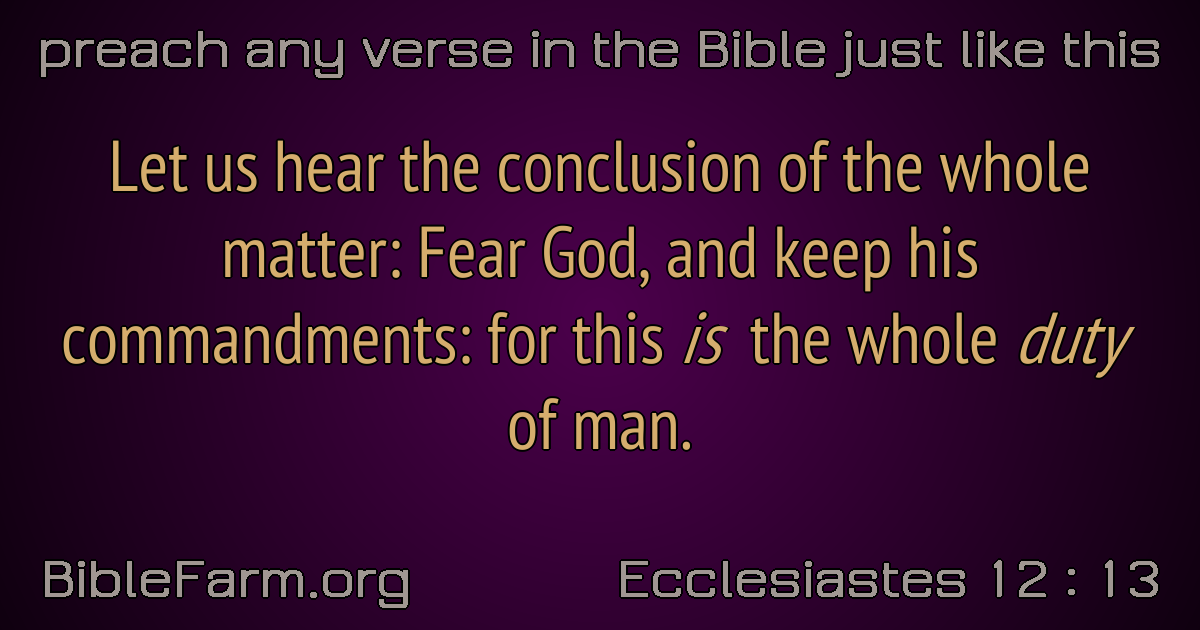 preach any verse in the Bible just like this
Let us hear the conclusion of the whole
matter: Fear God, and keep his
commandments: for this is the whole duty
of man.
BibleFarm.org
Ecclesiastes 12 : 13